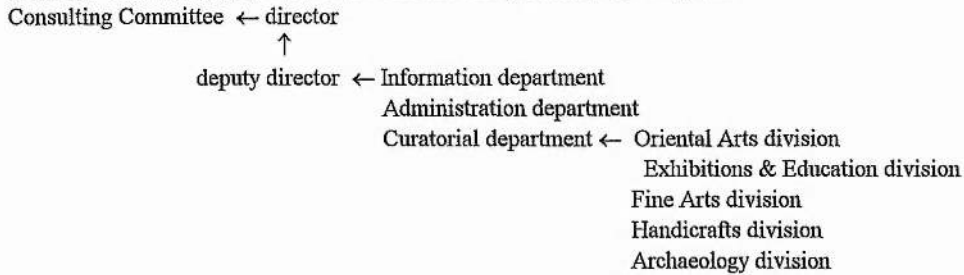 Consulting Committee ← director
↑
deputy director ← Information department
Administration department
Curatorial department ← Oriental Arts division
Exhibitions & Education division
Fine Arts division
Handicrafts division
Archaeology division